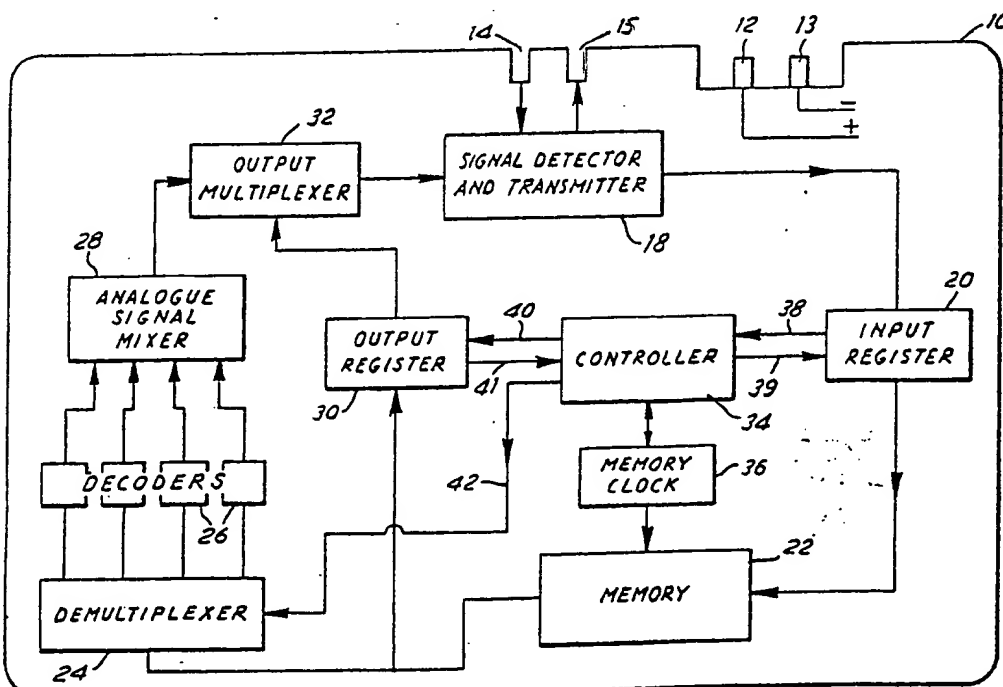 10
14
15
12
13
−
+
32
OUTPUT
MULTIPLEXER
SIGNAL DETECTOR
AND TRANSMITTER
18
28
ANALOGUE
SIGNAL
MIXER
20
INPUT
REGISTER
38
39
40
41
OUTPUT
REGISTER
30
CONTROLLER
34
42
MEMORY
CLOCK
36
DECODERS
26
22
MEMORY
DEMULTIPLEXER
24